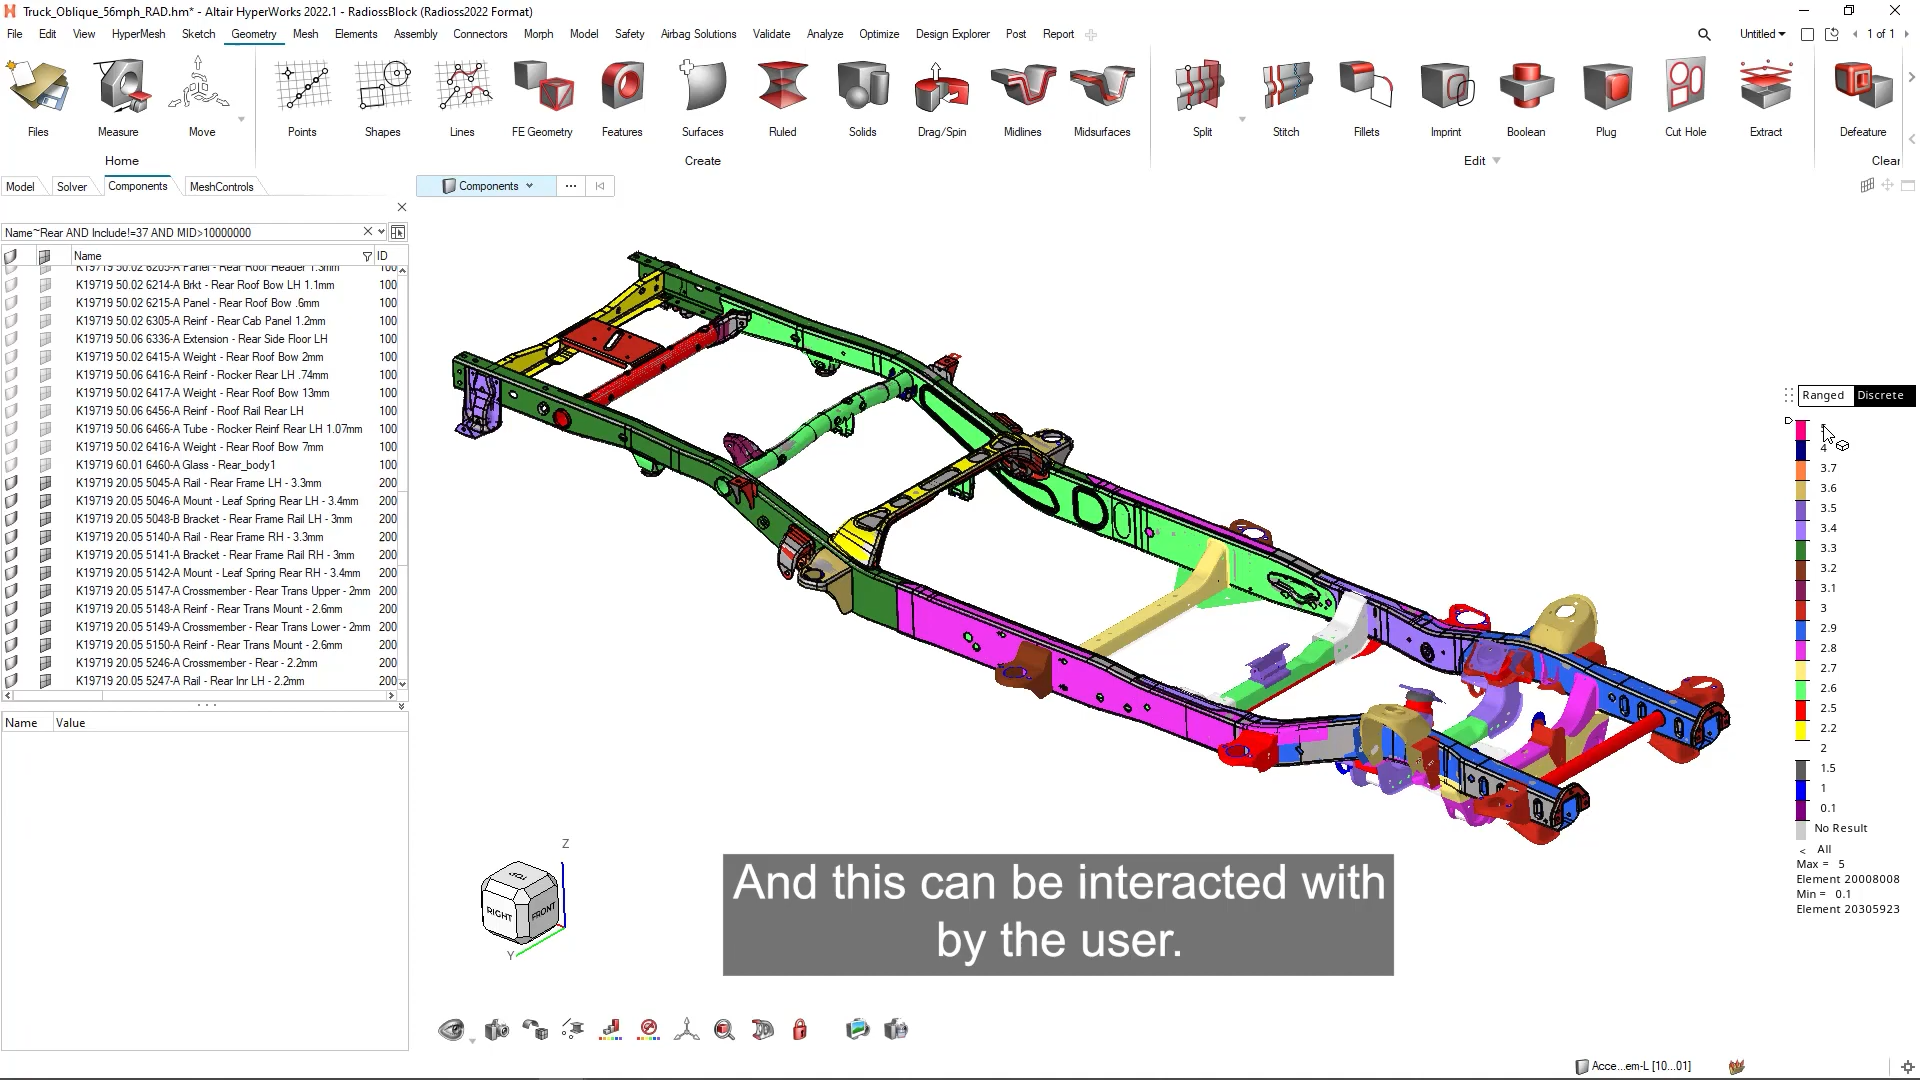 Truck_Oblique_56mph_RAD.hm* - Altair HyperWorks 2022.1 - RadiossBlock (Radioss2022 Format)
File Edit View HyperMesh Sketch Geometry Mesh Elements Assembly Connectors Morph Model Safety Airbag Solutions Validate Analyze Optimize Design Explorer Post Report Untitled 1 of 1
Files Measure Move Points Shapes Lines FE Geometry Features Surfaces Ruled Solids Drag/Spin Midlines Midsurfaces Split Stitch Fillets Imprint Boolean Plug Cut Hole Extract Defeature
Home Create Edit Clear
Model Solver Components MeshControls Components
Name~Rear AND Include!=37 AND MID>10000000
Name ID
K19719 50.02 6205-A Panel - Rear Roof Header 1.3mm 100
K19719 50.02 6214-A Brkt - Rear Roof Bow LH 1.1mm 100
K19719 50.02 6215-A Panel - Rear Roof Bow .6mm 100
K19719 50.02 6305-A Reinf - Rear Cab Panel 1.2mm 100
K19719 50.06 6336-A Extension - Rear Side Floor LH 100
K19719 50.02 6415-A Weight - Rear Roof Bow 2mm 100
K19719 50.06 6416-A Reinf - Rocker Rear LH .74mm 100
K19719 50.02 6417-A Weight - Rear Roof Bow 13mm 100
K19719 50.06 6456-A Reinf - Roof Rail Rear LH 100
K19719 50.06 6466-A Tube - Rocker Reinf Rear LH 1.07mm 100
K19719 50.02 6416-A Weight - Rear Roof Bow 7mm 100
K19719 60.01 6460-A Glass - Rear_body1 100
K19719 20.05 5045-A Rail - Rear Frame LH - 3.3mm 200
K19719 20.05 5046-A Mount - Leaf Spring Rear LH - 3.4mm 200
K19719 20.05 5048-B Bracket - Rear Frame Rail LH - 3mm 200
K19719 20.05 5140-A Rail - Rear Frame RH - 3.3mm 200
K19719 20.05 5141-A Bracket - Rear Frame Rail RH - 3mm 200
K19719 20.05 5142-A Mount - Leaf Spring Rear RH - 3.4mm 200
K19719 20.05 5147-A Crossmember - Rear Trans Upper - 2mm 200
K19719 20.05 5148-A Reinf - Rear Trans Mount - 2.6mm 200
K19719 20.05 5149-A Crossmember - Rear Trans Lower - 2mm 200
K19719 20.05 5150-A Reinf - Rear Trans Mount - 2.6mm 200
K19719 20.05 5246-A Crossmember - Rear - 2.2mm 200
K19719 20.05 5247-A Rail - Rear Inr LH - 2.2mm 200
Name Value
Ranged Discrete
4
3.7
3.6
3.5
3.4
3.3
3.2
3.1
3
2.9
2.8
2.7
2.6
2.5
2.2
2
1.5
1
0.1
No Result
< All
Max = 5
Element 20008008
Min = 0.1
Element 20305923
Z
TOP
RIGHT FRONT
Y
And this can be interacted with
by the user.
Acce...em-L [10...01]